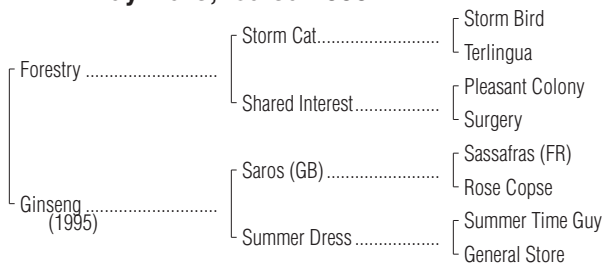 Storm Bird
Storm Cat
Terlingua
Forestry
Pleasant Colony
Shared Interest
Surgery
Sassafras (FR)
Saros (GB)
Rose Copse
Ginseng
(1995)
Summer Time Guy
Summer Dress
General Store